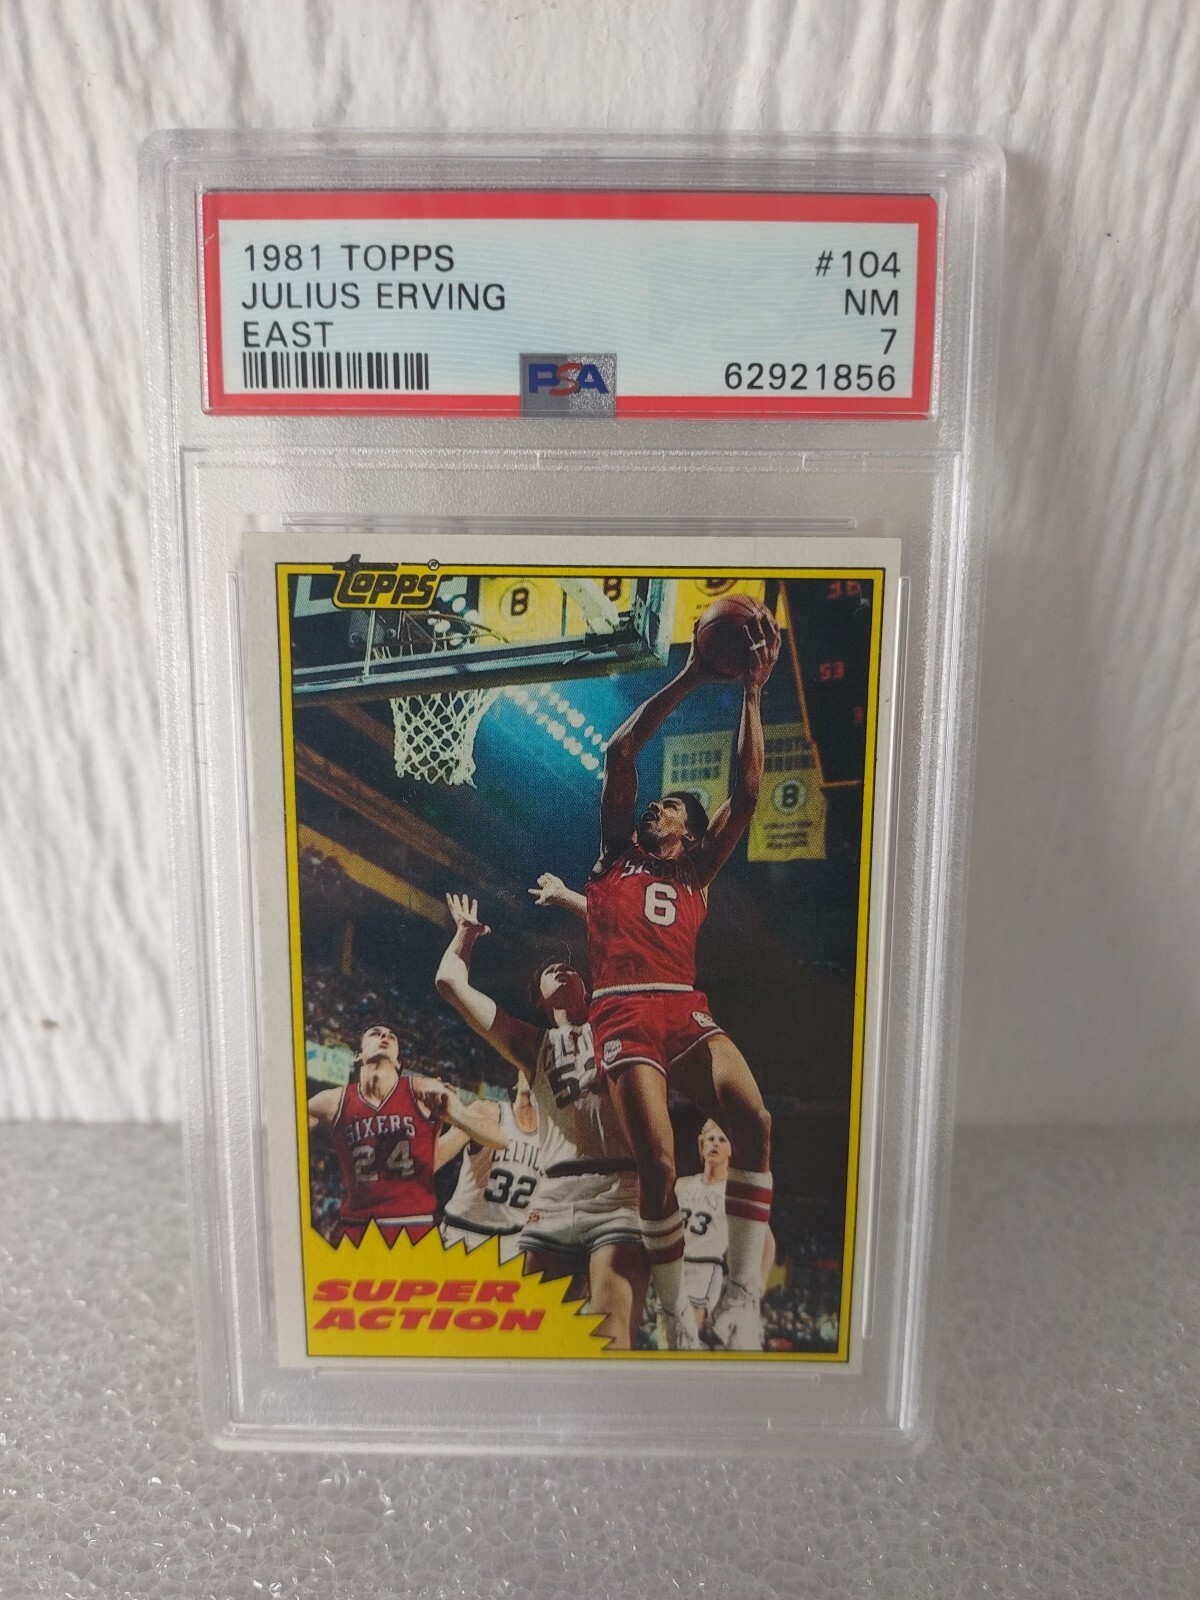 1981 TOPPS #104
JULIUS ERVING NM
EAST 7
PSA 62921856
TOPPS
B
B
53
BOSTON
BRUINS
B
6
SIXERS
24
CELTICS
32
33
SUPER
ACTION